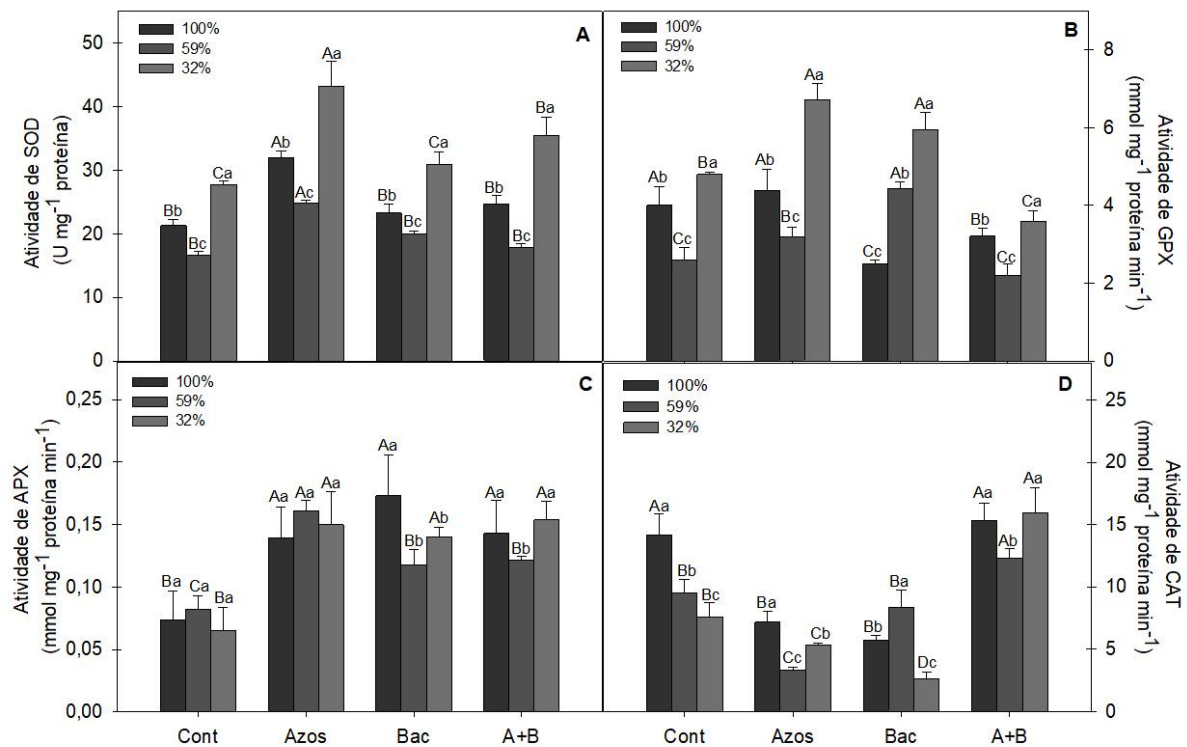 A
100%
59%
32%
Atividade de SOD
(U mg⁻¹ proteína)
50
40
30
20
10
0
Bb Bc Ca
Ab Ac Aa
Bb Bc Ca
Bb Bc Ba
B
100%
59%
32%
Atividade de GPX
(mmol mg⁻¹ proteína min⁻¹)
8
6
4
2
0
Ab Cc Ba
Ab Bc Aa
Cc Ab Aa
Bb Cc Ca
C
100%
59%
32%
Atividade de APX
(mmol mg⁻¹ proteína min⁻¹)
0,25
0,20
0,15
0,10
0,05
0,00
Ba Ca Ba
Aa Aa Aa
Aa Bb Ab
Aa Bb Aa
Cont Azos Bac A+B
D
100%
59%
32%
Atividade de CAT
(mmol mg⁻¹ proteína min⁻¹)
25
20
15
10
5
0
Aa Bb Bc
Ba Cc Cb
Bb Ba Dc
Aa Ab Aa
Cont Azos Bac A+B